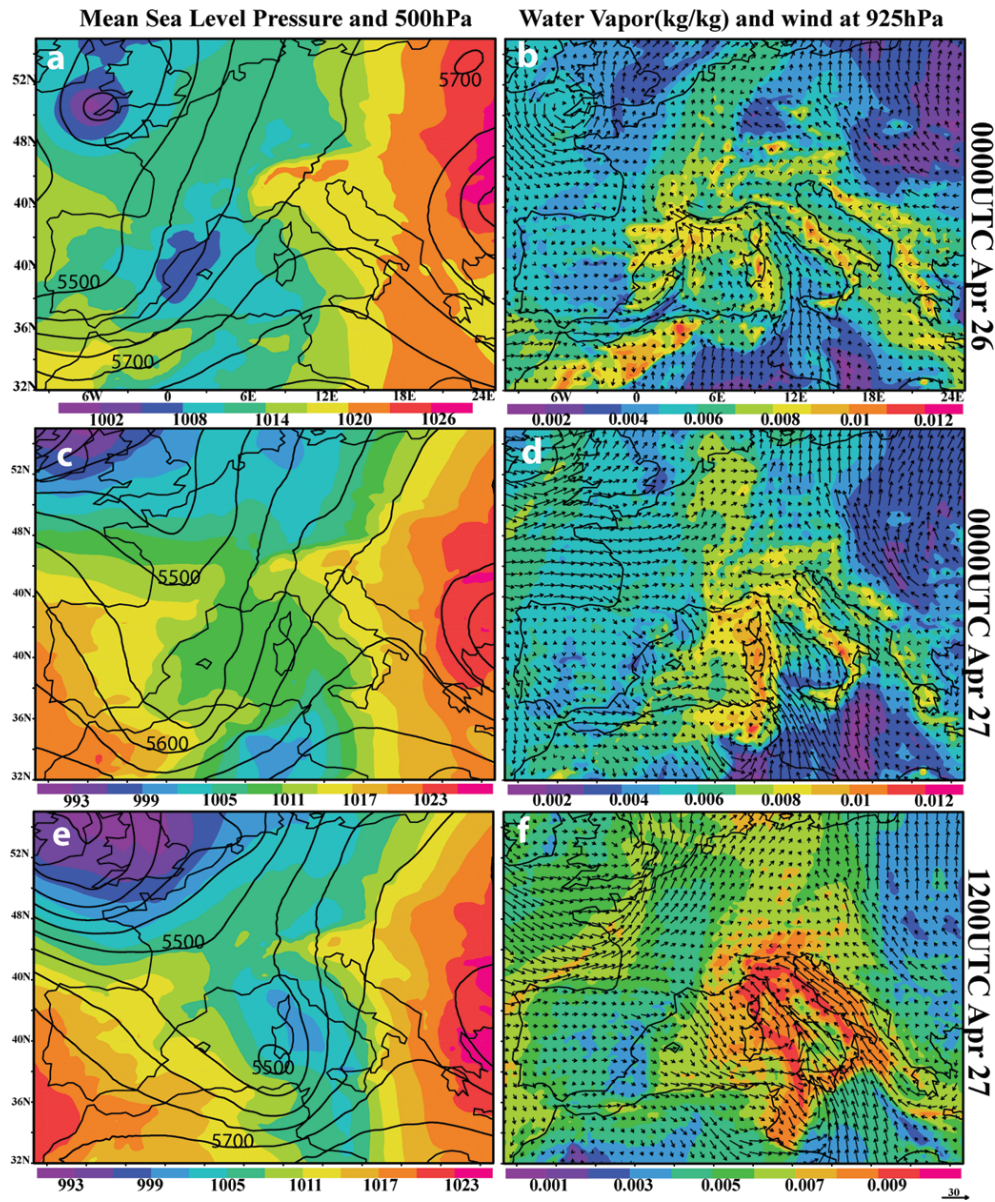 Mean Sea Level Pressure and 500hPa
Water Vapor(kg/kg) and wind at 925hPa
a
52N
48N
40N
40N
36N
32N
5700
5500
5700
6W 0 6E 12E 18E 24E
1002 1008 1014 1020 1026
b
6W 0 6E 12E 18E 24E
0.002 0.004 0.006 0.008 0.01 0.012
0000UTC Apr 26
c
52N
48N
40N
40N
36N
32N
5500
5600
993 999 1005 1011 1017 1023
d
0.002 0.004 0.006 0.008 0.01 0.012
0000UTC Apr 27
e
52N
48N
40N
40N
36N
32N
5500
5500
5700
993 999 1005 1011 1017 1023
f
0.001 0.003 0.005 0.007 0.009
30
1200UTC Apr 27